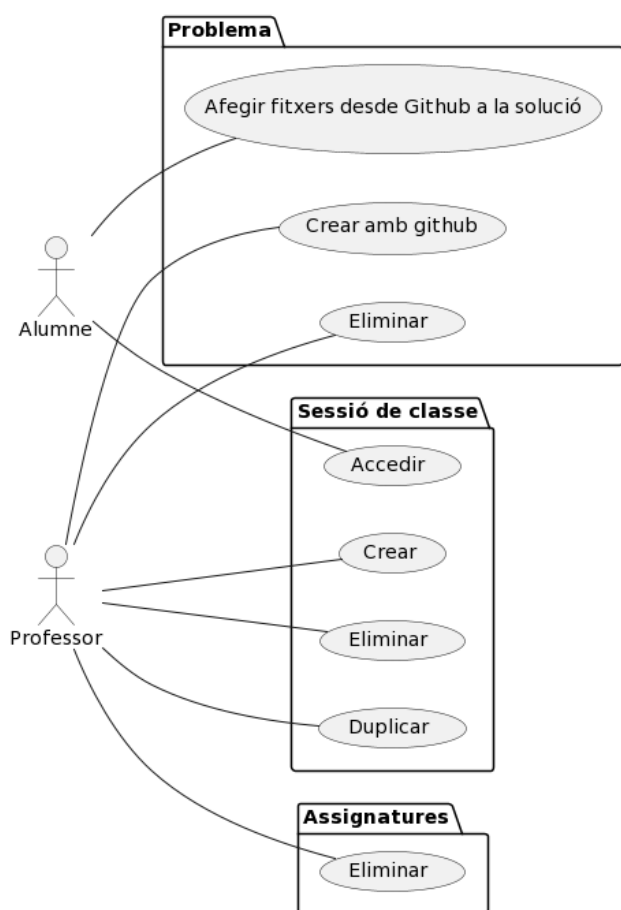 Problema
Afegir fitxers desde Github a la solució
Crear amb github
Alumne
Eliminar
Sessió de classe
Accedir
Crear
Professor
Eliminar
Duplicar
Assignatures
Eliminar